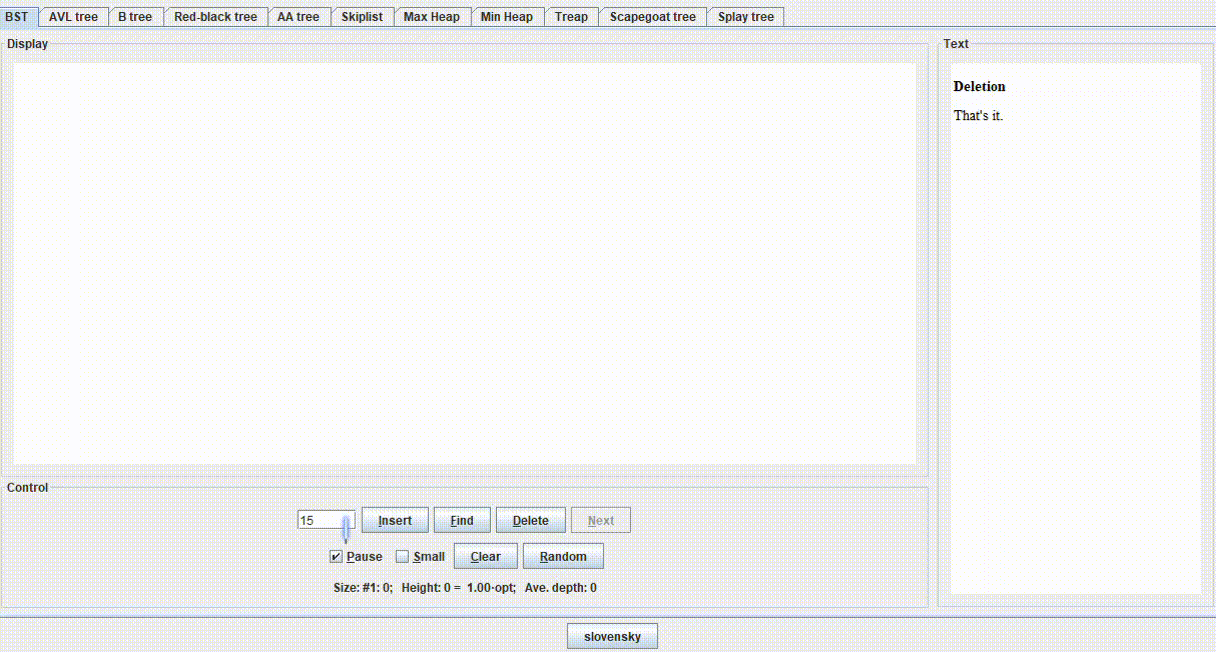 BST AVL tree B tree Red-black tree AA tree Skiplist Max Heap Min Heap Treap Scapegoat tree Splay tree
Display
Text
Deletion
That's it.
Control
15 Insert Find Delete Next
Pause Small Clear Random
Size: #1: 0; Height: 0 = 1.00·opt; Ave. depth: 0
slovensky